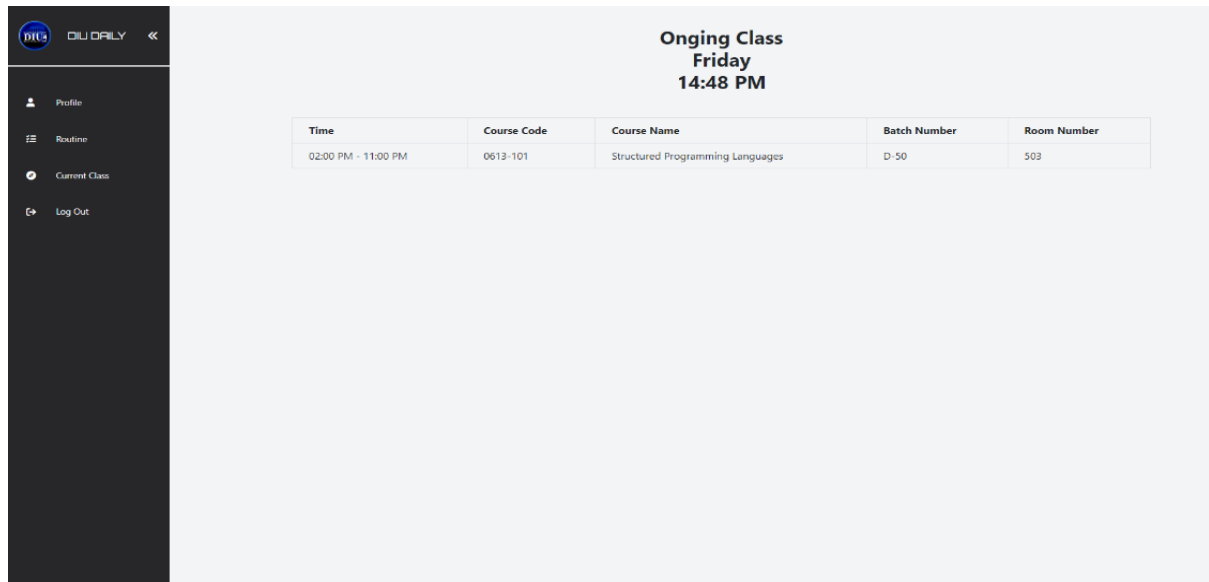 DIU DAILY
Profile
Routine
Current Class
Log Out
Onging Class
Friday
14:48 PM
Time Course Code Course Name Batch Number Room Number
02:00 PM - 11:00 PM 0613-101 Structured Programming Languages D-50 503